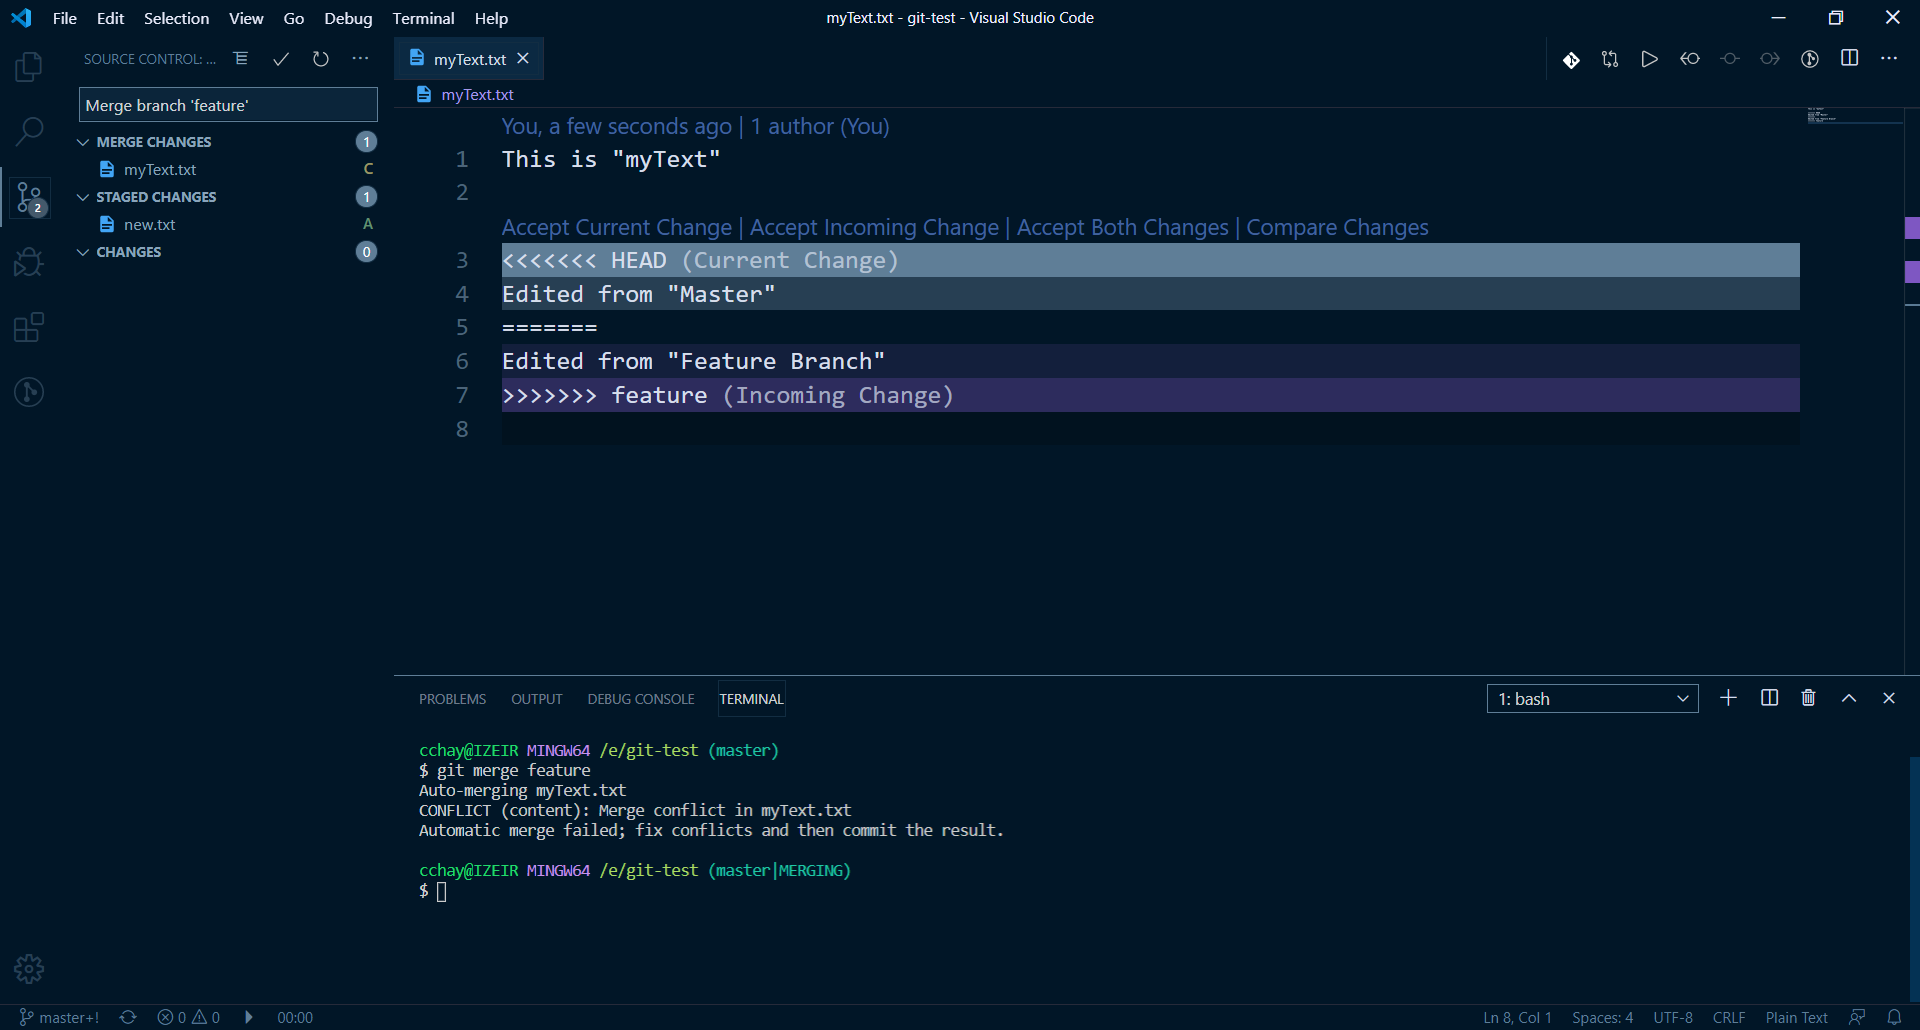 File Edit Selection View Go Debug Terminal Help
myText.txt - git-test - Visual Studio Code
SOURCE CONTROL: ...
Merge branch 'feature'
MERGE CHANGES 1
myText.txt C
STAGED CHANGES 1
new.txt A
CHANGES 0
2
myText.txt
myText.txt
You, a few seconds ago | 1 author (You)
1 This is "myText"
2
Accept Current Change | Accept Incoming Change | Accept Both Changes | Compare Changes
3 <<<<<<< HEAD (Current Change)
4 Edited from "Master"
5 =======
6 Edited from "Feature Branch"
7 >>>>>>> feature (Incoming Change)
8
PROBLEMS OUTPUT DEBUG CONSOLE TERMINAL
1: bash
cchay@IZEIR MINGW64 /e/git-test (master)
$ git merge feature
Auto-merging myText.txt
CONFLICT (content): Merge conflict in myText.txt
Automatic merge failed; fix conflicts and then commit the result.
cchay@IZEIR MINGW64 /e/git-test (master|MERGING)
$
master+! 0 0 00:00
Ln 8, Col 1 Spaces: 4 UTF-8 CRLF Plain Text